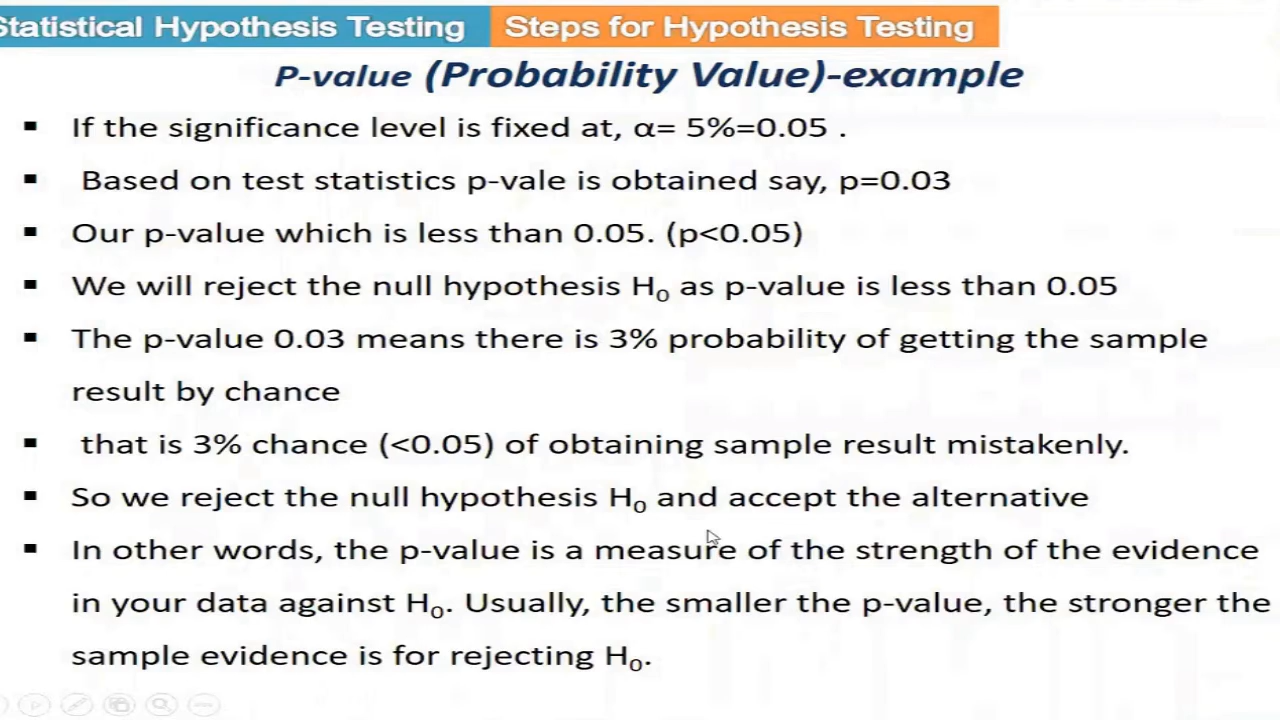 Statistical Hypothesis Testing Steps for Hypothesis Testing
P-value (Probability Value)-example
▪ If the significance level is fixed at, α= 5%=0.05 .
▪ Based on test statistics p-vale is obtained say, p=0.03
▪ Our p-value which is less than 0.05. (p<0.05)
▪ We will reject the null hypothesis H₀ as p-value is less than 0.05
▪ The p-value 0.03 means there is 3% probability of getting the sample
result by chance
▪ that is 3% chance (<0.05) of obtaining sample result mistakenly.
▪ So we reject the null hypothesis H₀ and accept the alternative
▪ In other words, the p-value is a measure of the strength of the evidence
in your data against H₀. Usually, the smaller the p-value, the stronger the
sample evidence is for rejecting H₀.